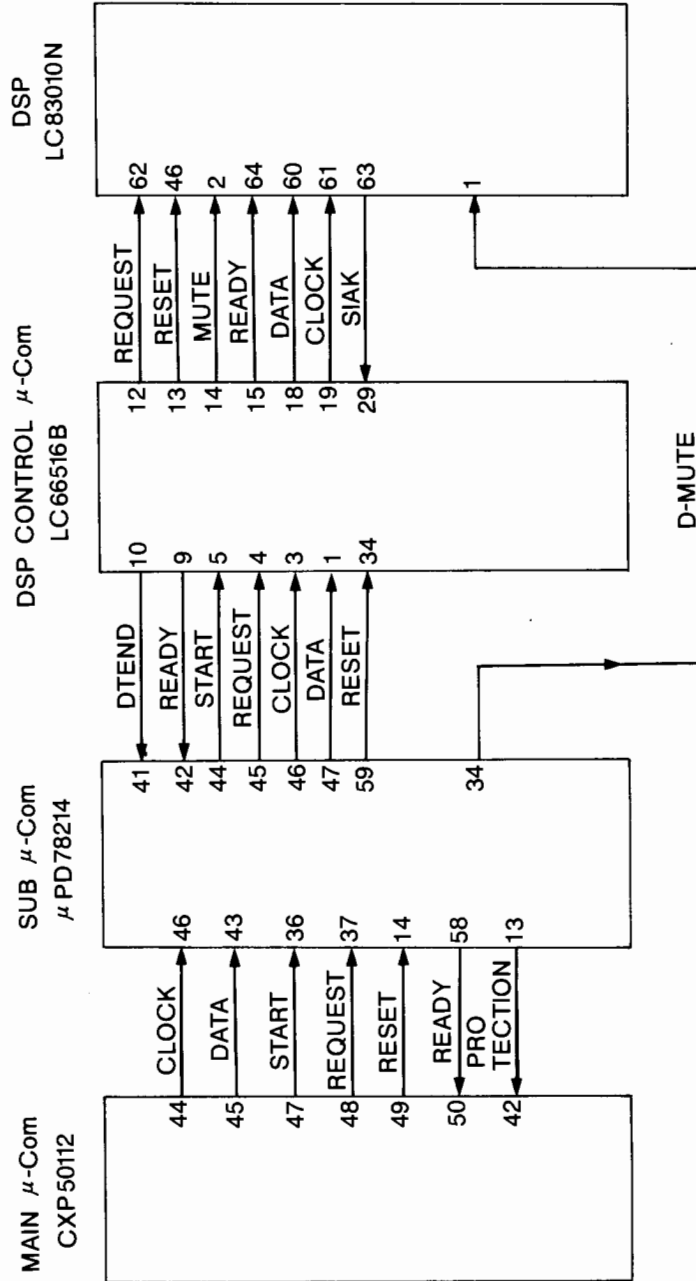 MAIN μ-Com
CXP50112
44
45
47
48
49
50
42
CLOCK
DATA
START
REQUEST
RESET
READY
PRO
TECTION
SUB μ-Com
μPD78214
46
43
36
37
14
58
13
41
42
44
45
46
47
59
34
DTEND
READY
START
REQUEST
CLOCK
DATA
RESET
DSP CONTROL μ-Com
LC66516B
10
9
5
4
3
1
34
12
13
14
15
18
19
29
D-MUTE
REQUEST
RESET
MUTE
READY
DATA
CLOCK
SIAK
DSP
LC83010N
62
46
2
64
60
61
63
1